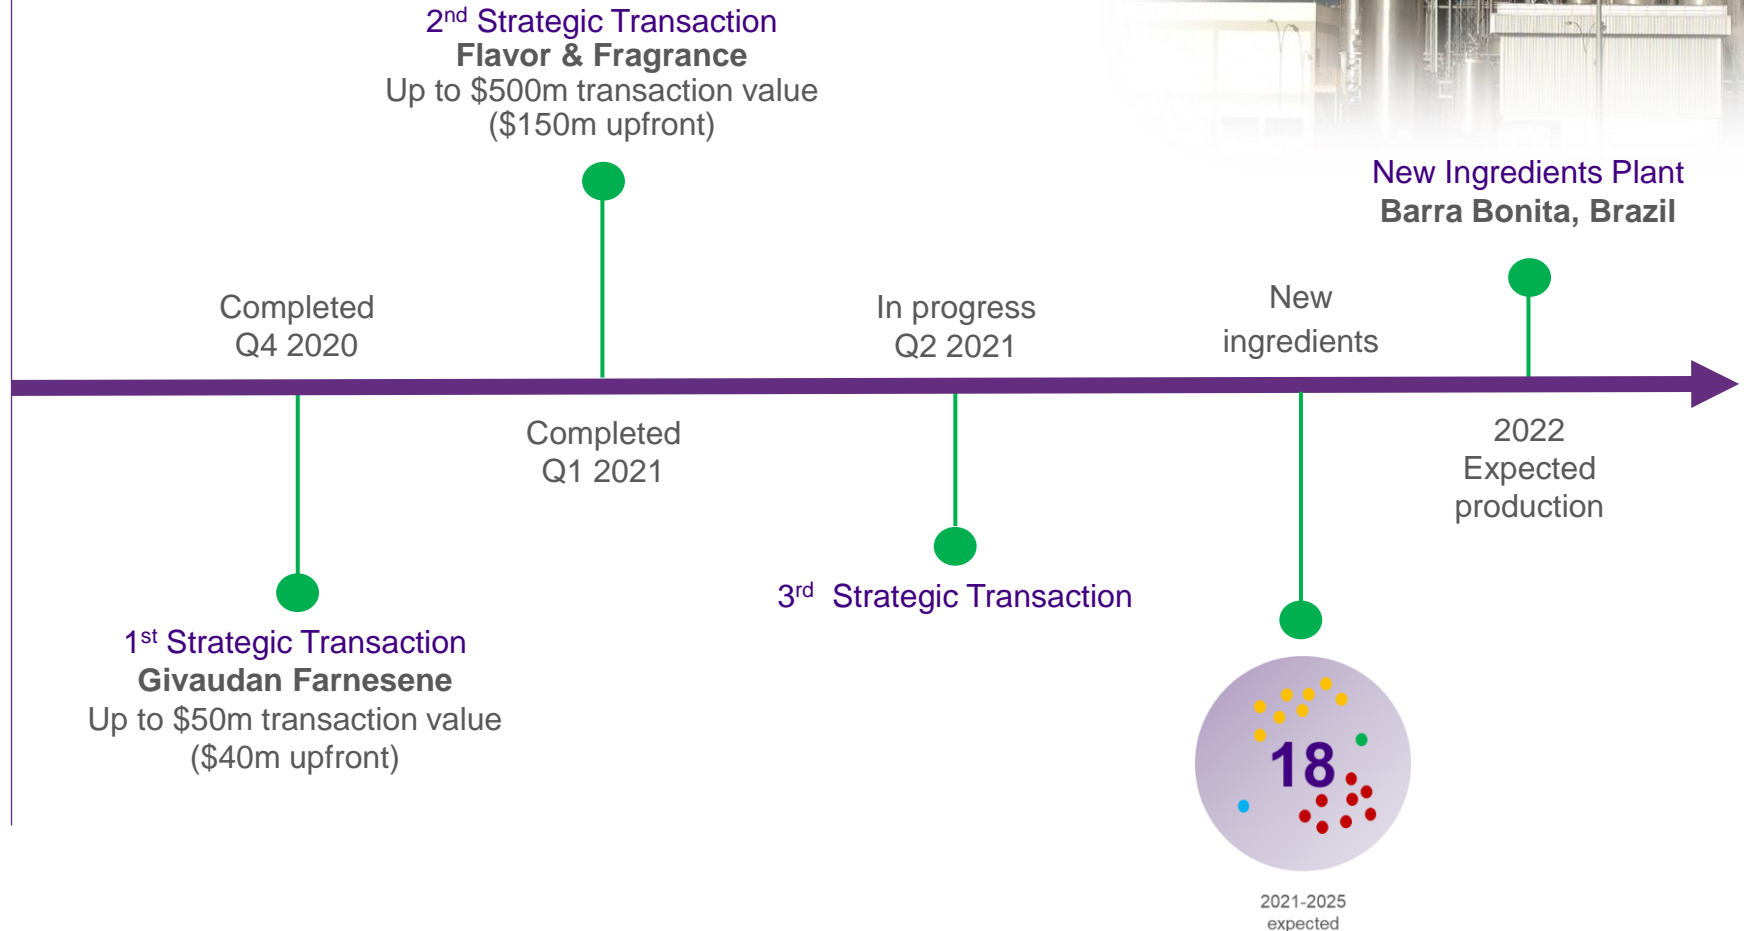 2nd Strategic Transaction
Flavor & Fragrance
Up to $500m transaction value
($150m upfront)
New Ingredients Plant
Barra Bonita, Brazil
Completed
Q4 2020
In progress
Q2 2021
New
ingredients
Completed
Q1 2021
2022
Expected
production
3rd Strategic Transaction
1st Strategic Transaction
Givaudan Farnesene
Up to $50m transaction value
($40m upfront)
18
2021-2025
expected